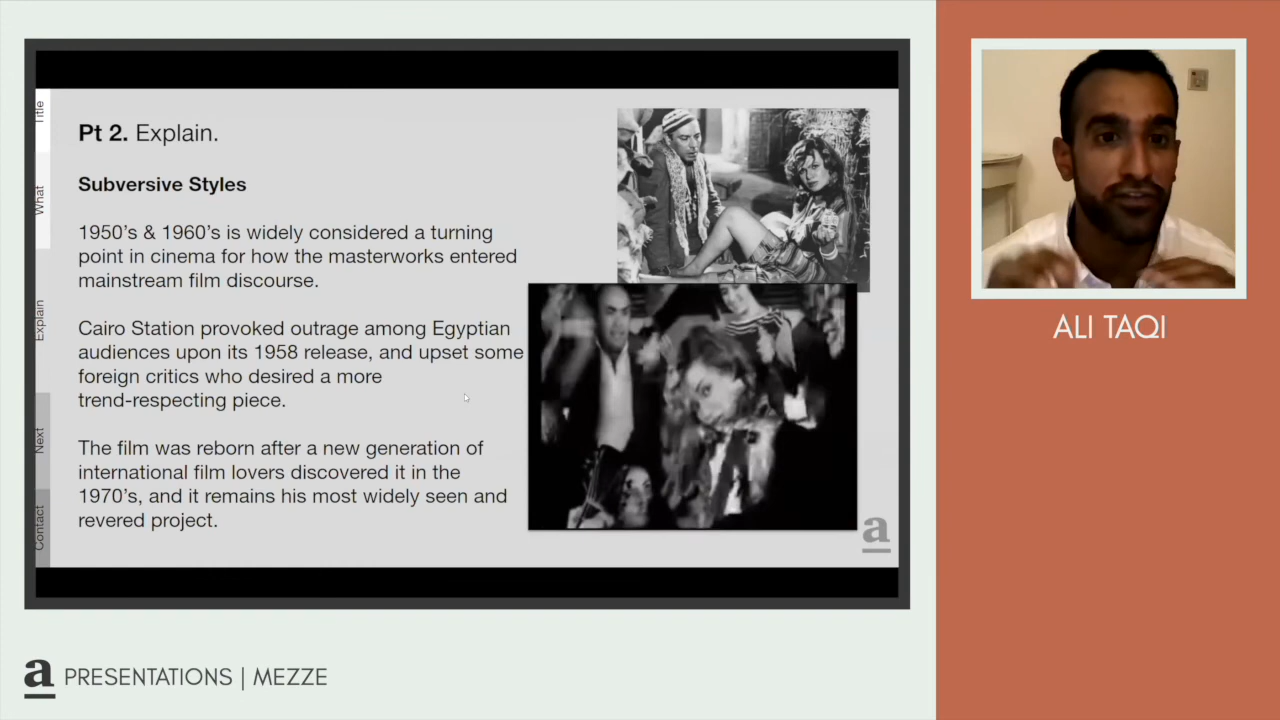 Title
What
Explain
Next
Contact
Pt 2. Explain.
Subversive Styles
1950's & 1960's is widely considered a turning
point in cinema for how the masterworks entered
mainstream film discourse.
Cairo Station provoked outrage among Egyptian
audiences upon its 1958 release, and upset some
foreign critics who desired a more
trend-respecting piece.
The film was reborn after a new generation of
international film lovers discovered it in the
1970's, and it remains his most widely seen and
revered project.
a
ALI TAQI
a PRESENTATIONS | MEZZE